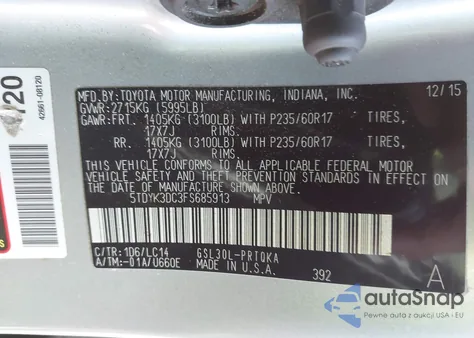 /20
42661-08120
MFD.BY:TOYOTA MOTOR MANUFACTURING, INDIANA, INC. 12/15
GVWR:2715KG (5995LB)
GAWR:FRT. 1405KG (3100LB) WITH P235/60R17 TIRES,
17X7J RIMS.
RR. 1405KG (3100LB) WITH P235/60R17 TIRES,
17X7J RIMS.
THIS VEHICLE CONFORMS TO ALL APPLICABLE FEDERAL MOTOR
VEHICLE SAFETY AND THEFT PREVENTION STANDARDS IN EFFECT
ON THE DATE OF MANUFACTURE SHOWN ABOVE.
5TDYK3DC3FS685913 MPV
C/TR:1D6/LC14 GSL30L-PRTQKA
A/TM:-01A/U660E MADE IN U.S.A. 392 A
autoSnap
Pewne auta z aukcji USA i EU